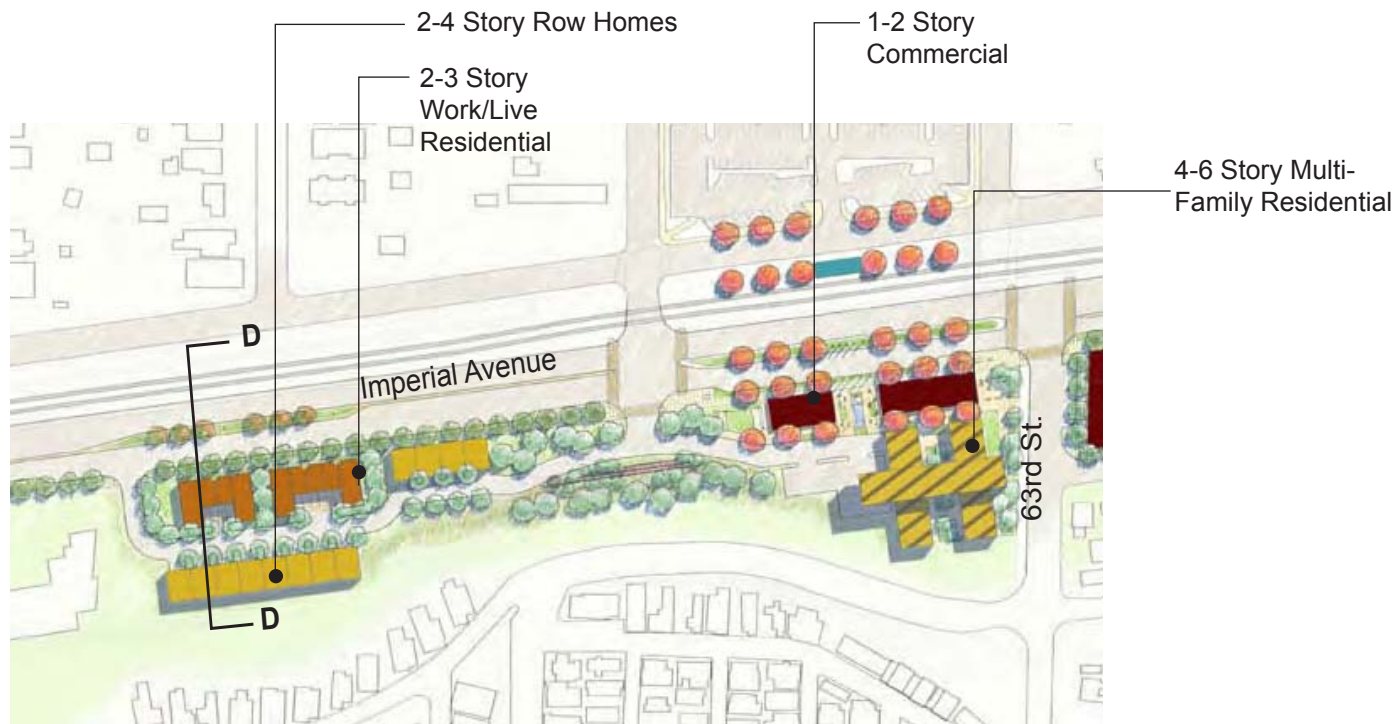 2-4 Story Row Homes
2-3 Story
Work/Live
Residential
1-2 Story
Commercial
4-6 Story Multi-
Family Residential
D
Imperial Avenue
63rd St.
D